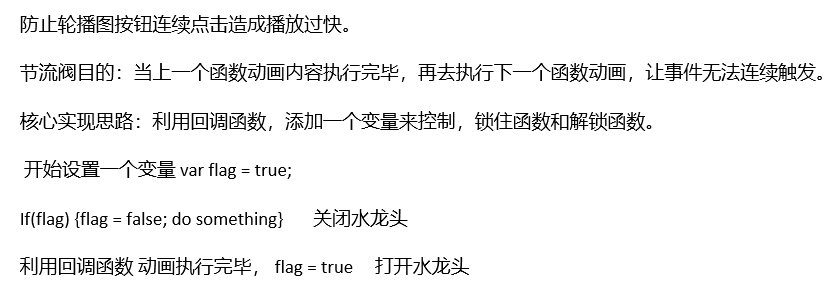 防止轮播图按钮连续点击造成播放过快。
节流阀目的：当上一个函数动画内容执行完毕，再去执行下一个函数动画，让事件无法连续触发。
核心实现思路：利用回调函数，添加一个变量来控制，锁住函数和解锁函数。
开始设置一个变量 var flag = true;
If(flag) {flag = false; do something} 关闭水龙头
利用回调函数 动画执行完毕， flag = true 打开水龙头